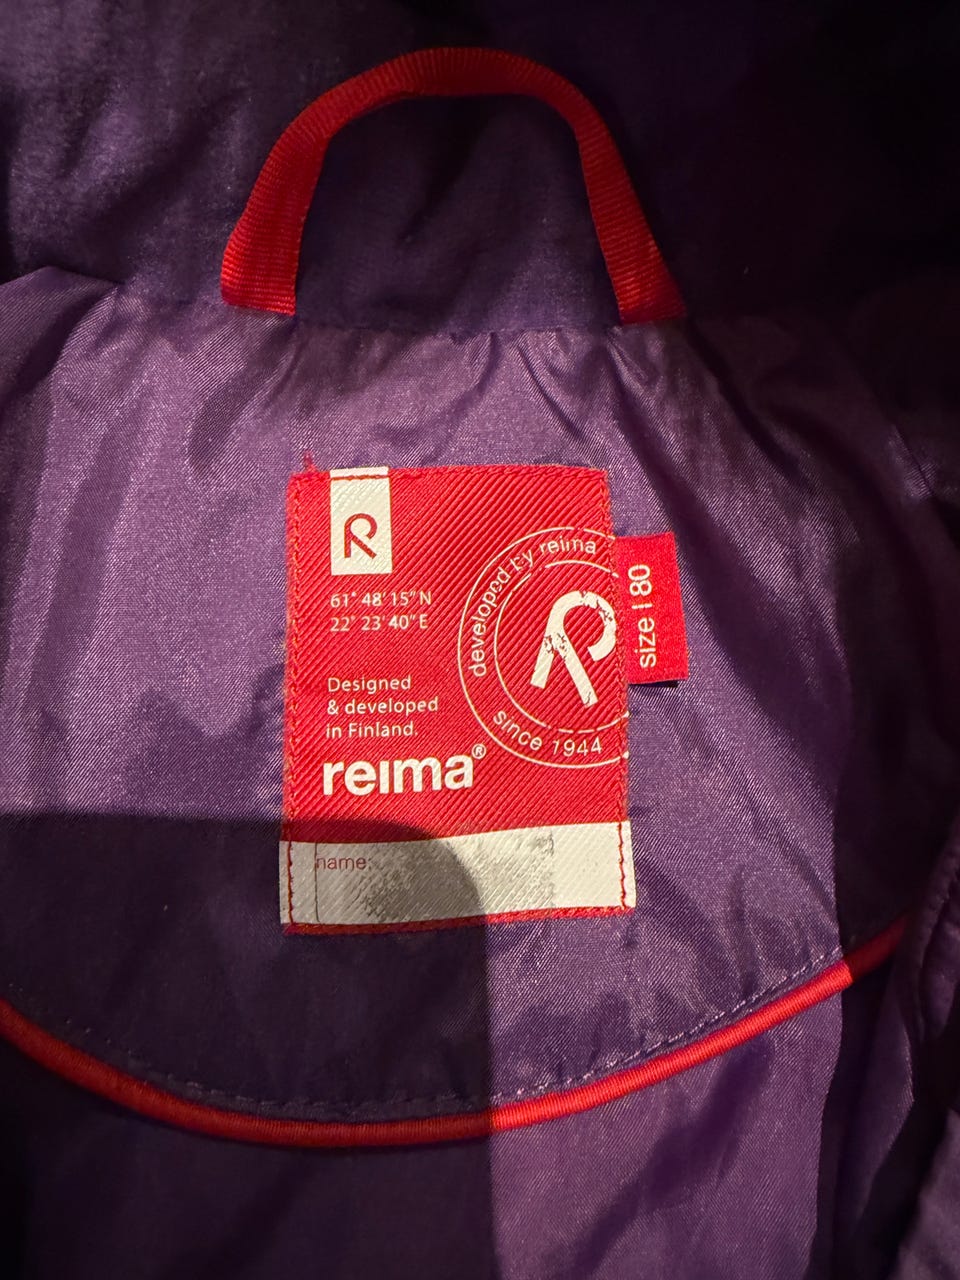 R
61° 48' 15" N
22° 23' 40" E
Designed
& developed
in Finland.
reima®
developed by reima
R
since 1944
size | 80
name: